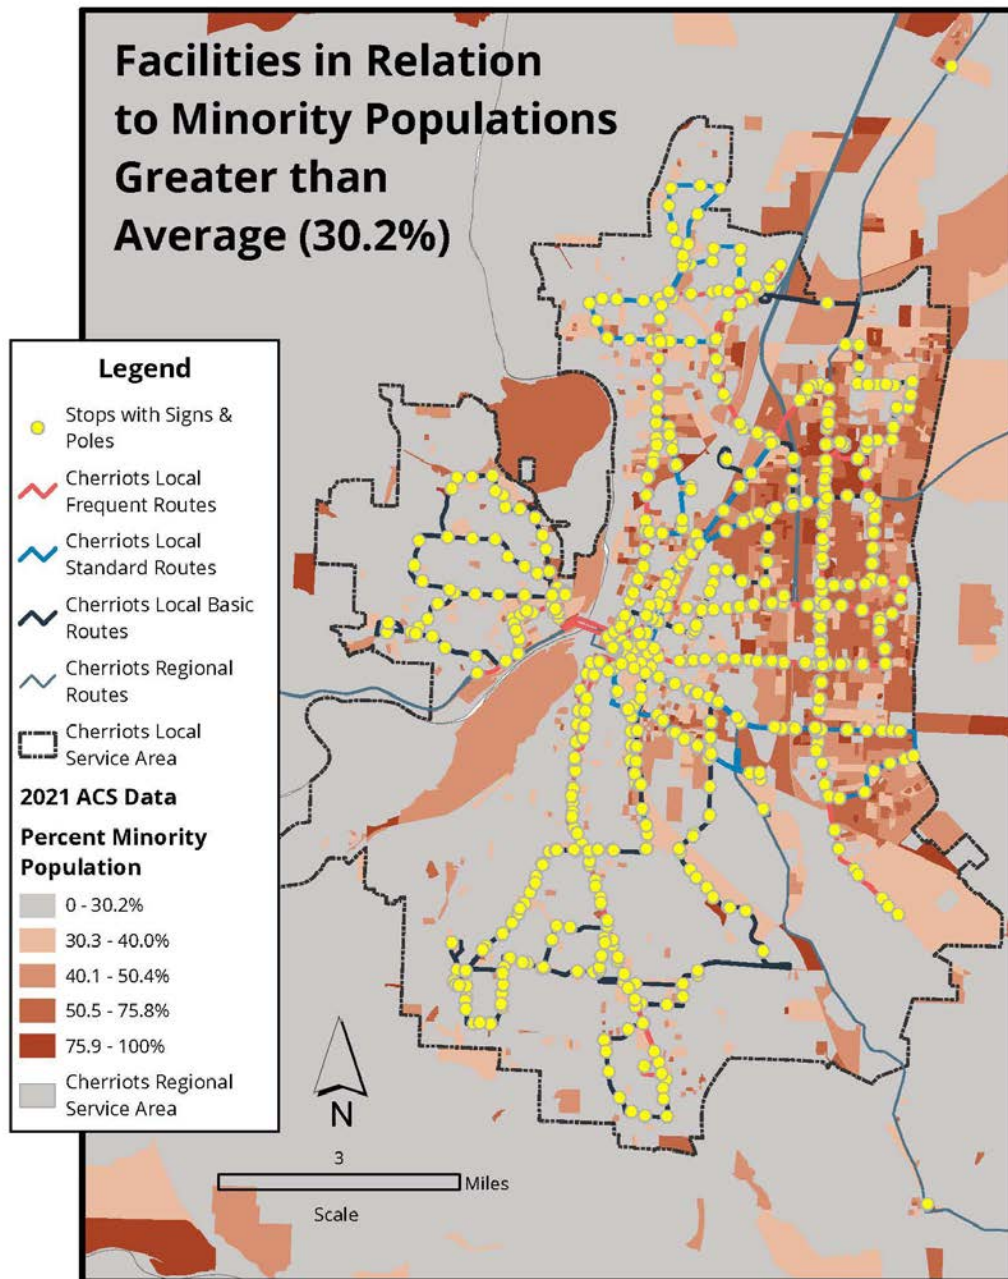 Facilities in Relation
to Minority Populations
Greater than
Average (30.2%)
Legend
Stops with Signs &
Poles
Cherriots Local
Frequent Routes
Cherriots Local
Standard Routes
Cherriots Local Basic
Routes
Cherriots Regional
Routes
Cherriots Local
Service Area
2021 ACS Data
Percent Minority
Population
0 - 30.2%
30.3 - 40.0%
40.1 - 50.4%
50.5 - 75.8%
75.9 - 100%
Cherriots Regional
Service Area
N
3
Miles
Scale